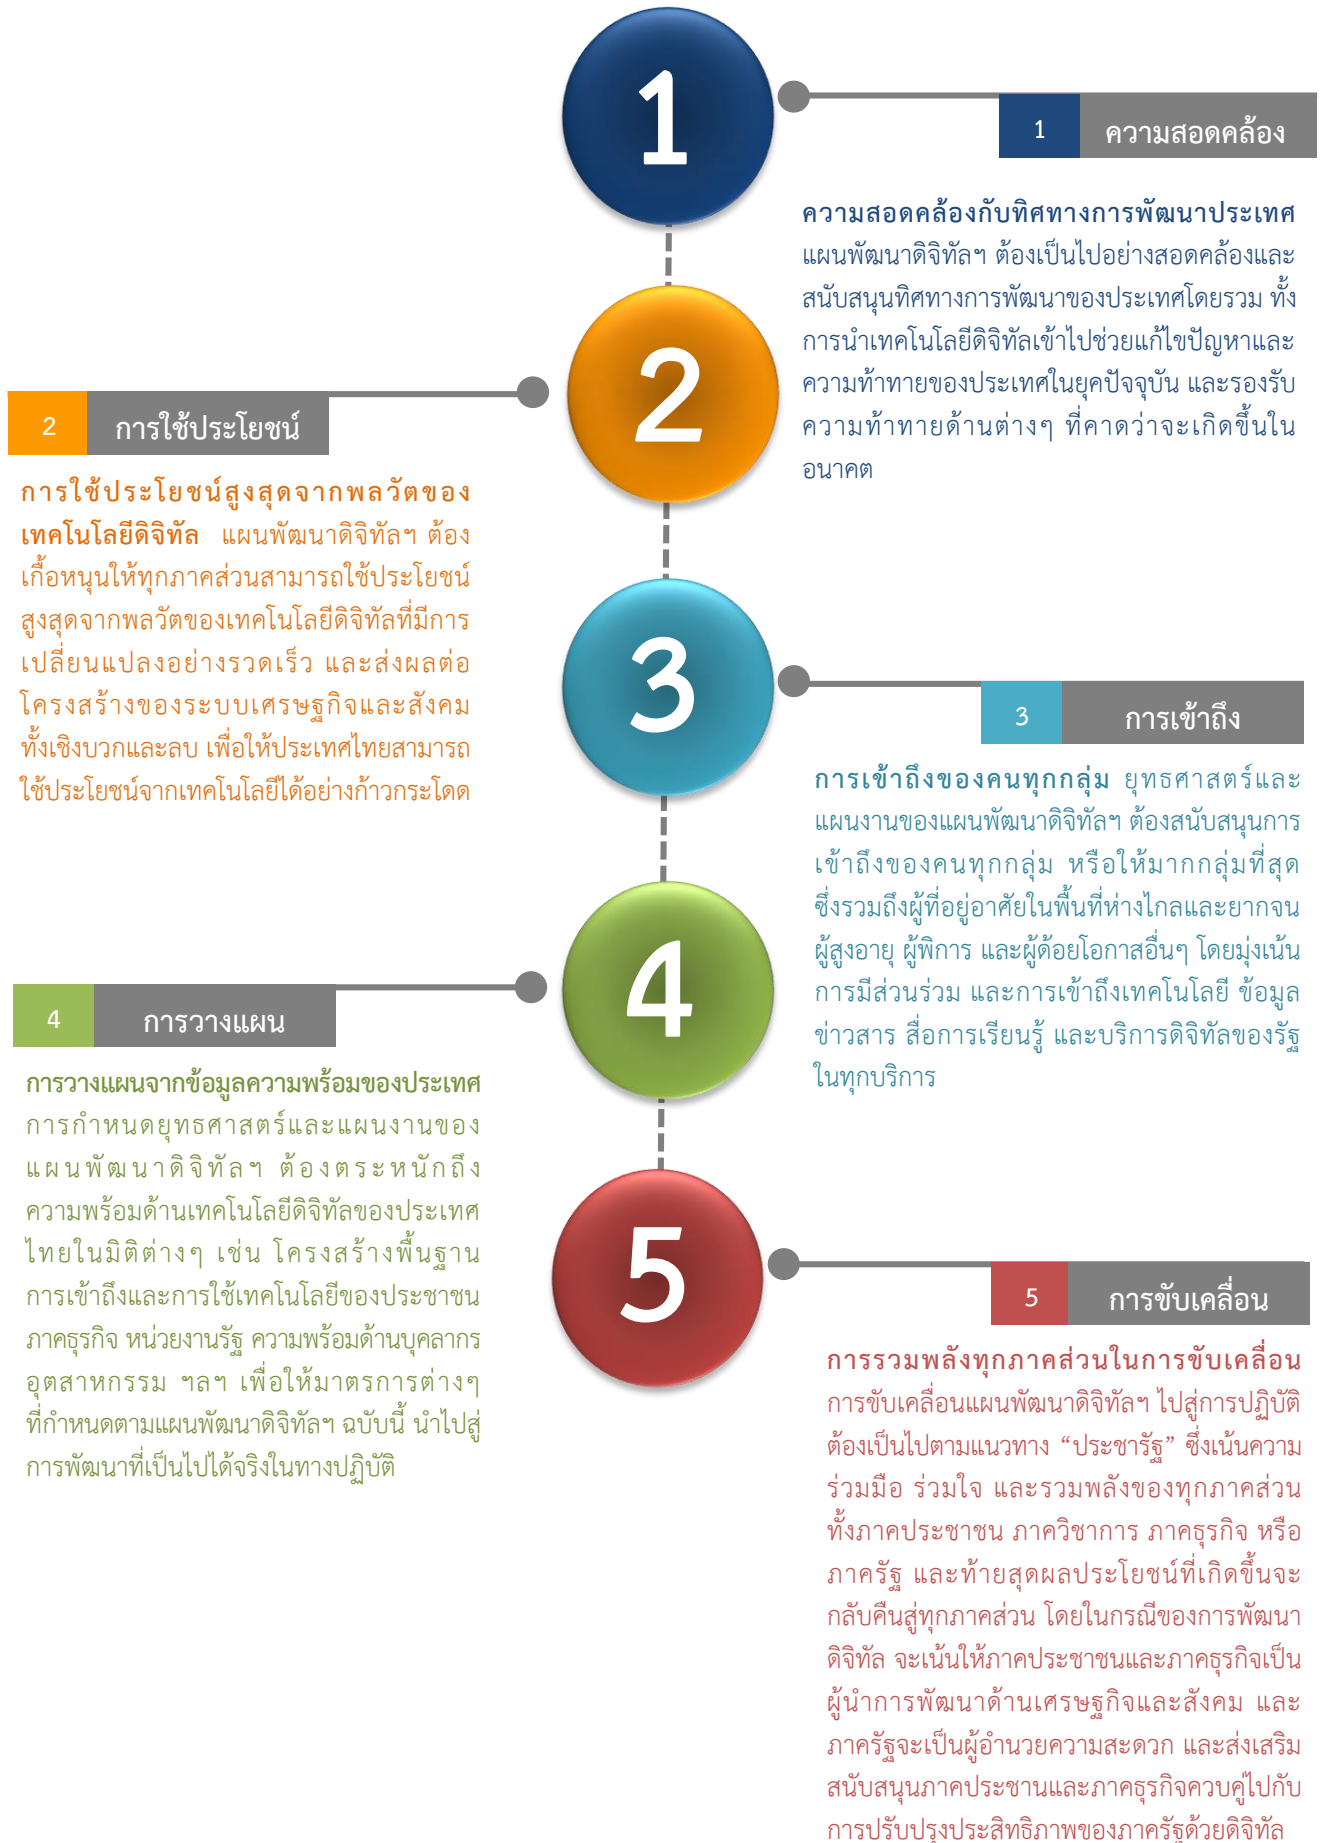 1
1 ความสอดคล้อง
ความสอดคล้องกับทิศทางการพัฒนาประเทศ
แผนพัฒนาดิจิทัลฯ ต้องเป็นไปอย่างสอดคล้องและ
สนับสนุนทิศทางการพัฒนาของประเทศโดยรวม ทั้ง
การนำเทคโนโลยีดิจิทัลเข้าไปช่วยแก้ไขปัญหาและ
ความท้าทายของประเทศในยุคปัจจุบัน และรองรับ
ความท้าทายด้านต่างๆ ที่คาดว่าจะเกิดขึ้นใน
อนาคต
2
2 การใช้ประโยชน์
การใช้ประโยชน์สูงสุดจากพลวัตของ
เทคโนโลยีดิจิทัล แผนพัฒนาดิจิทัลฯ ต้อง
เกื้อหนุนให้ทุกภาคส่วนสามารถใช้ประโยชน์
สูงสุดจากพลวัตของเทคโนโลยีดิจิทัลที่มีการ
เปลี่ยนแปลงอย่างรวดเร็ว และส่งผลต่อ
โครงสร้างของระบบเศรษฐกิจและสังคม
ทั้งเชิงบวกและลบ เพื่อให้ประเทศไทยสามารถ
ใช้ประโยชน์จากเทคโนโลยีได้อย่างก้าวกระโดด
3
3 การเข้าถึง
การเข้าถึงของคนทุกกลุ่ม ยุทธศาสตร์และ
แผนงานของแผนพัฒนาดิจิทัลฯ ต้องสนับสนุนการ
เข้าถึงของคนทุกกลุ่ม หรือให้มากกลุ่มที่สุด
ซึ่งรวมถึงผู้ที่อยู่อาศัยในพื้นที่ห่างไกลและยากจน
ผู้สูงอายุ ผู้พิการ และผู้ด้อยโอกาสอื่นๆ โดยมุ่งเน้น
การมีส่วนร่วม และการเข้าถึงเทคโนโลยี ข้อมูล
ข่าวสาร สื่อการเรียนรู้ และบริการดิจิทัลของรัฐ
ในทุกบริการ
4
4 การวางแผน
การวางแผนจากข้อมูลความพร้อมของประเทศ
การกำหนดยุทธศาสตร์และแผนงานของ
แผนพัฒนาดิจิทัลฯ ต้องตระหนักถึง
ความพร้อมด้านเทคโนโลยีดิจิทัลของประเทศ
ไทยในมิติต่างๆ เช่น โครงสร้างพื้นฐาน
การเข้าถึงและการใช้เทคโนโลยีของประชาชน
ภาคธุรกิจ หน่วยงานรัฐ ความพร้อมด้านบุคลากร
อุตสาหกรรม ฯลฯ เพื่อให้มาตรการต่างๆ
ที่กำหนดตามแผนพัฒนาดิจิทัลฯ ฉบับนี้ นำไปสู่
การพัฒนาที่เป็นไปได้จริงในทางปฏิบัติ
5
5 การขับเคลื่อน
การรวมพลังทุกภาคส่วนในการขับเคลื่อน
การขับเคลื่อนแผนพัฒนาดิจิทัลฯ ไปสู่การปฏิบัติ
ต้องเป็นไปตามแนวทาง “ประชารัฐ” ซึ่งเน้นความ
ร่วมมือ ร่วมใจ และรวมพลังของทุกภาคส่วน
ทั้งภาคประชาชน ภาควิชาการ ภาคธุรกิจ หรือ
ภาครัฐ และท้ายสุดผลประโยชน์ที่เกิดขึ้นจะ
กลับคืนสู่ทุกภาคส่วน โดยในกรณีของการพัฒนา
ดิจิทัล จะเน้นให้ภาคประชาชนและภาคธุรกิจเป็น
ผู้นำการพัฒนาด้านเศรษฐกิจและสังคม และ
ภาครัฐจะเป็นผู้อำนวยความสะดวก และส่งเสริม
สนับสนุนภาคประชานและภาคธุรกิจควบคู่ไปกับ
การปรับปรุงประสิทธิภาพของภาครัฐด้วยดิจิทัล